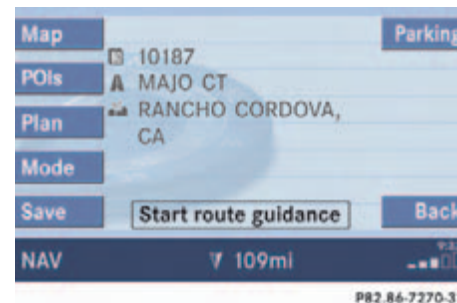 Map
Parking
10187
POIs
MAJO CT
RANCHO CORDOVA,
Plan
CA
Mode
Save
Start route guidance
Back
NAV
109mi
P82.86-7270-3